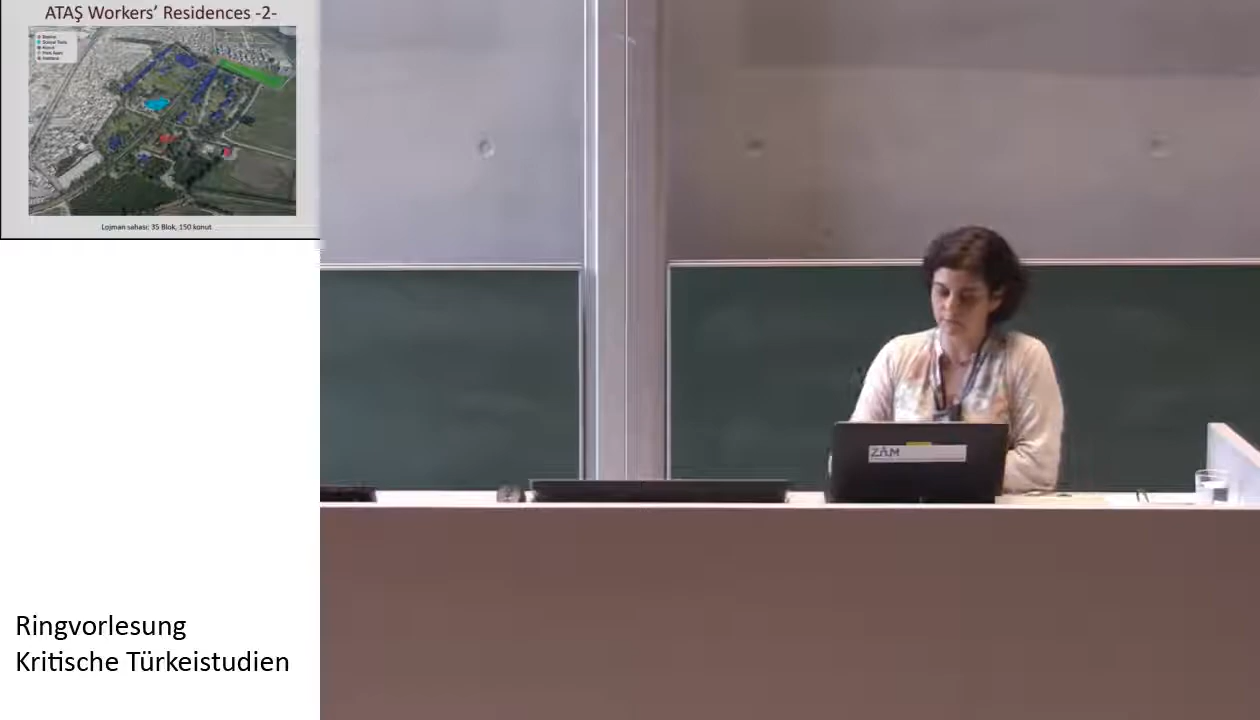 ATAŞ Workers' Residences -2-
Lojman sahası: 35 Blok, 150 konut
ZAM
Ringvorlesung
Kritische Türkeistudien